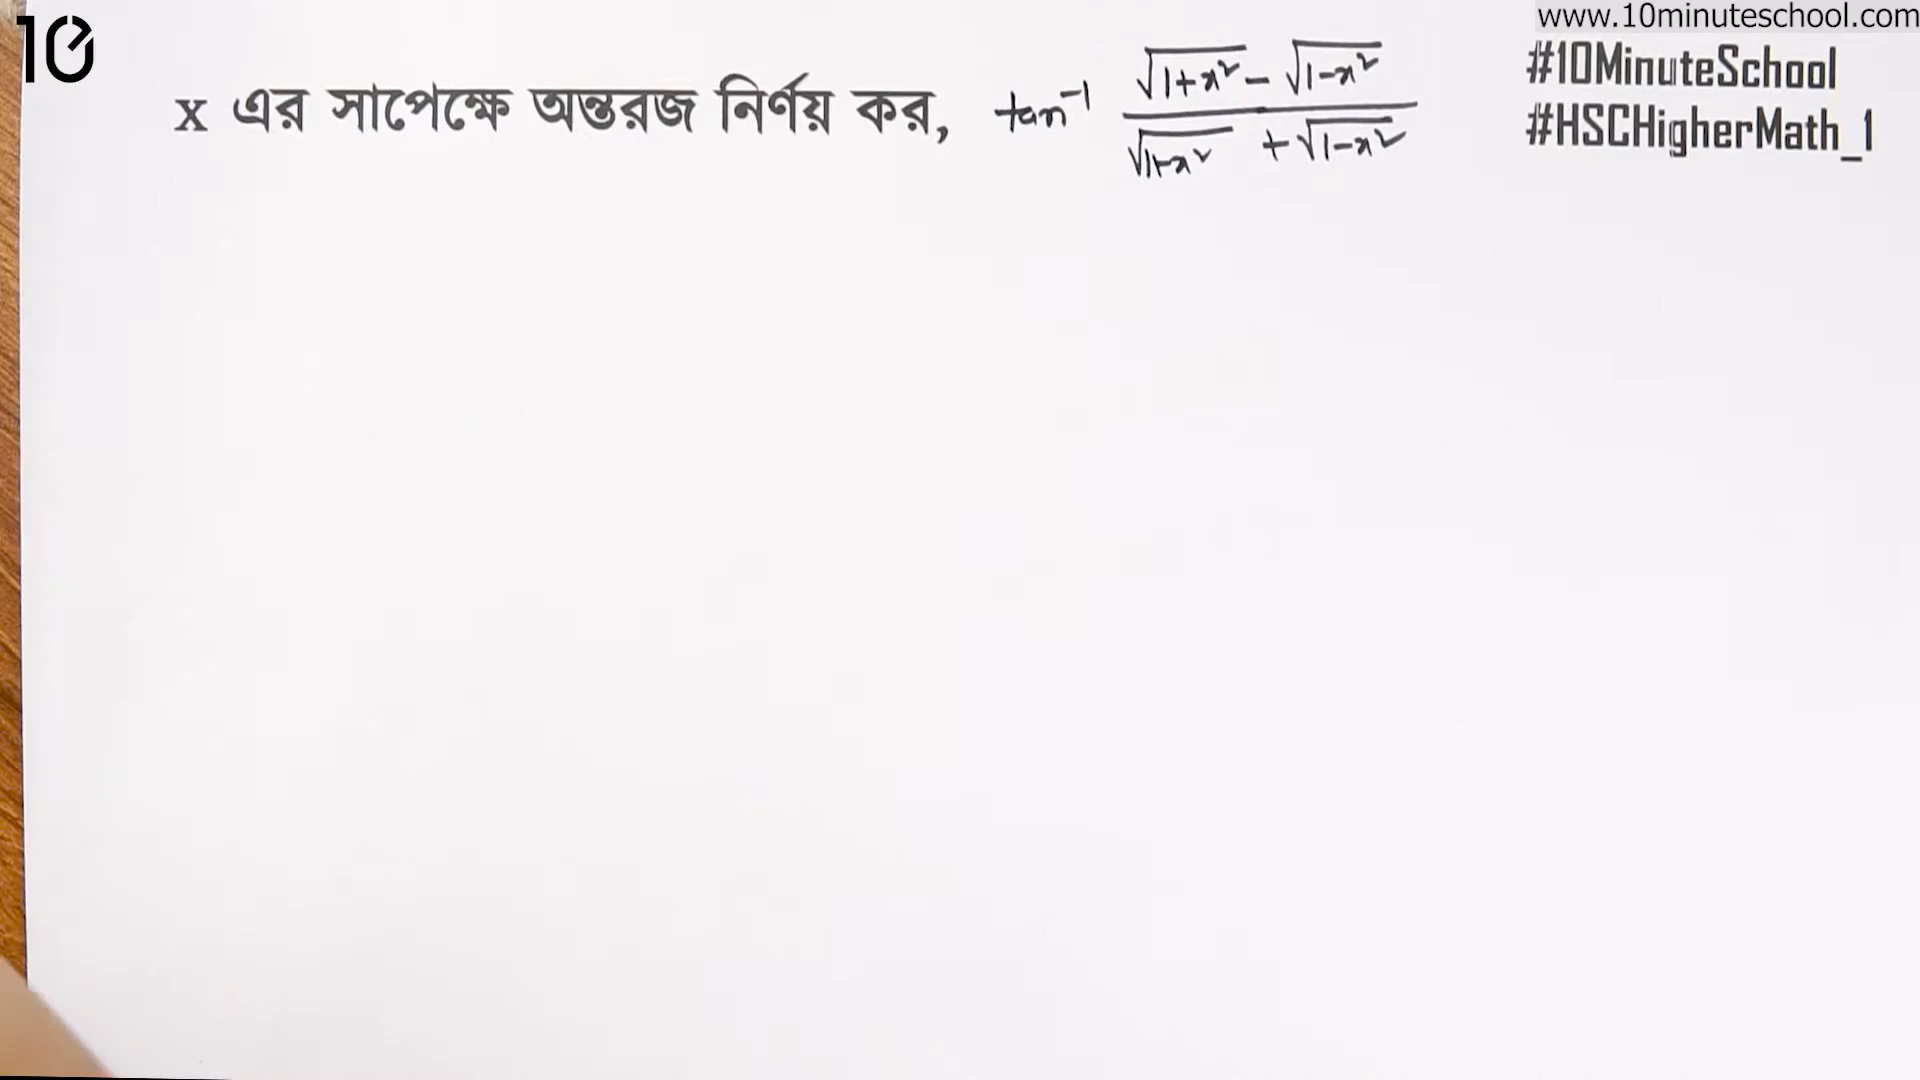 10
www.10minuteschool.com
#10MinuteSchool
#HSCHigherMath_1
x এর সাপেক্ষে অন্তরজ নির্ণয় কর, tan⁻¹ (√(1+x²) - √(1-x²)) / (√(1+x²) + √(1-x²))